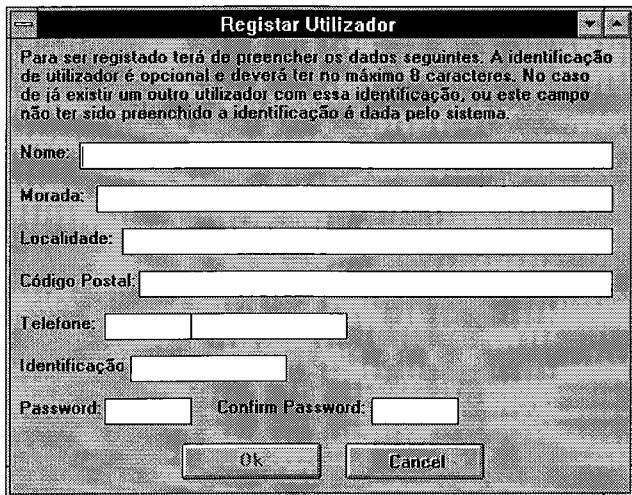 Registar Utilizador
Para ser registado terá de preencher os dados seguintes. A identificação
de utilizador é opcional e deverá ter no máximo 8 caracteres. No caso
de já existir um outro utilizador com essa identificação, ou este campo
não ter sido preenchido a identificação é dada pelo sistema.
Nome:
Morada:
Localidade:
Código Postal:
Telefone:
Identificação
Password: Confirm Password:
Ok Cancel